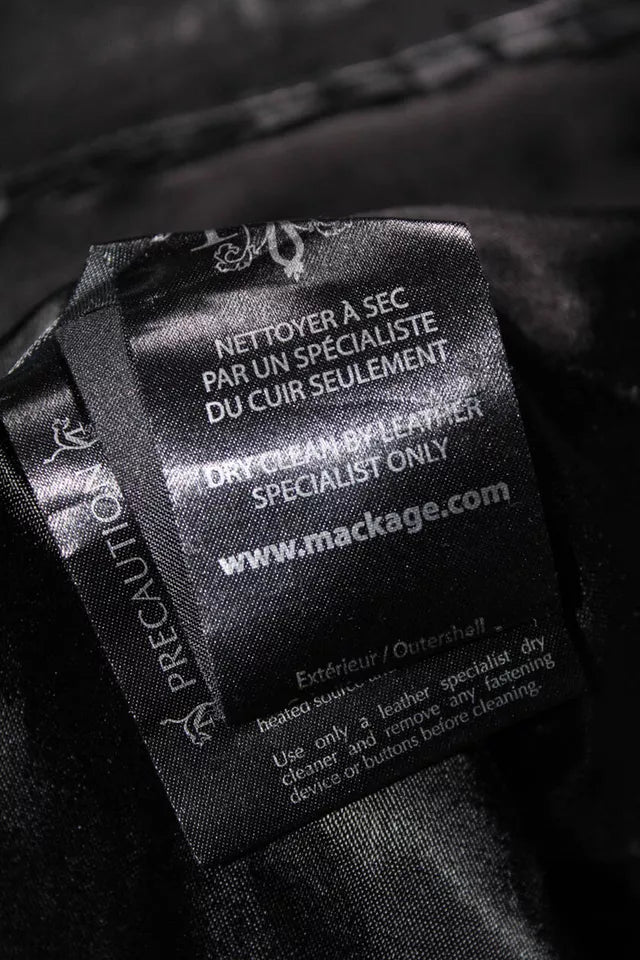 NETTOYER À SEC
PAR UN SPÉCIALISTE
DU CUIR SEULEMENT
DRY CLEAN BY LEATHER
SPECIALIST ONLY
www.mackage.com
Extérieur / Outershell
PRECAUTION
heated source
Use only a leather specialist dry
cleaner and remove any fastening
device or buttons before cleaning.